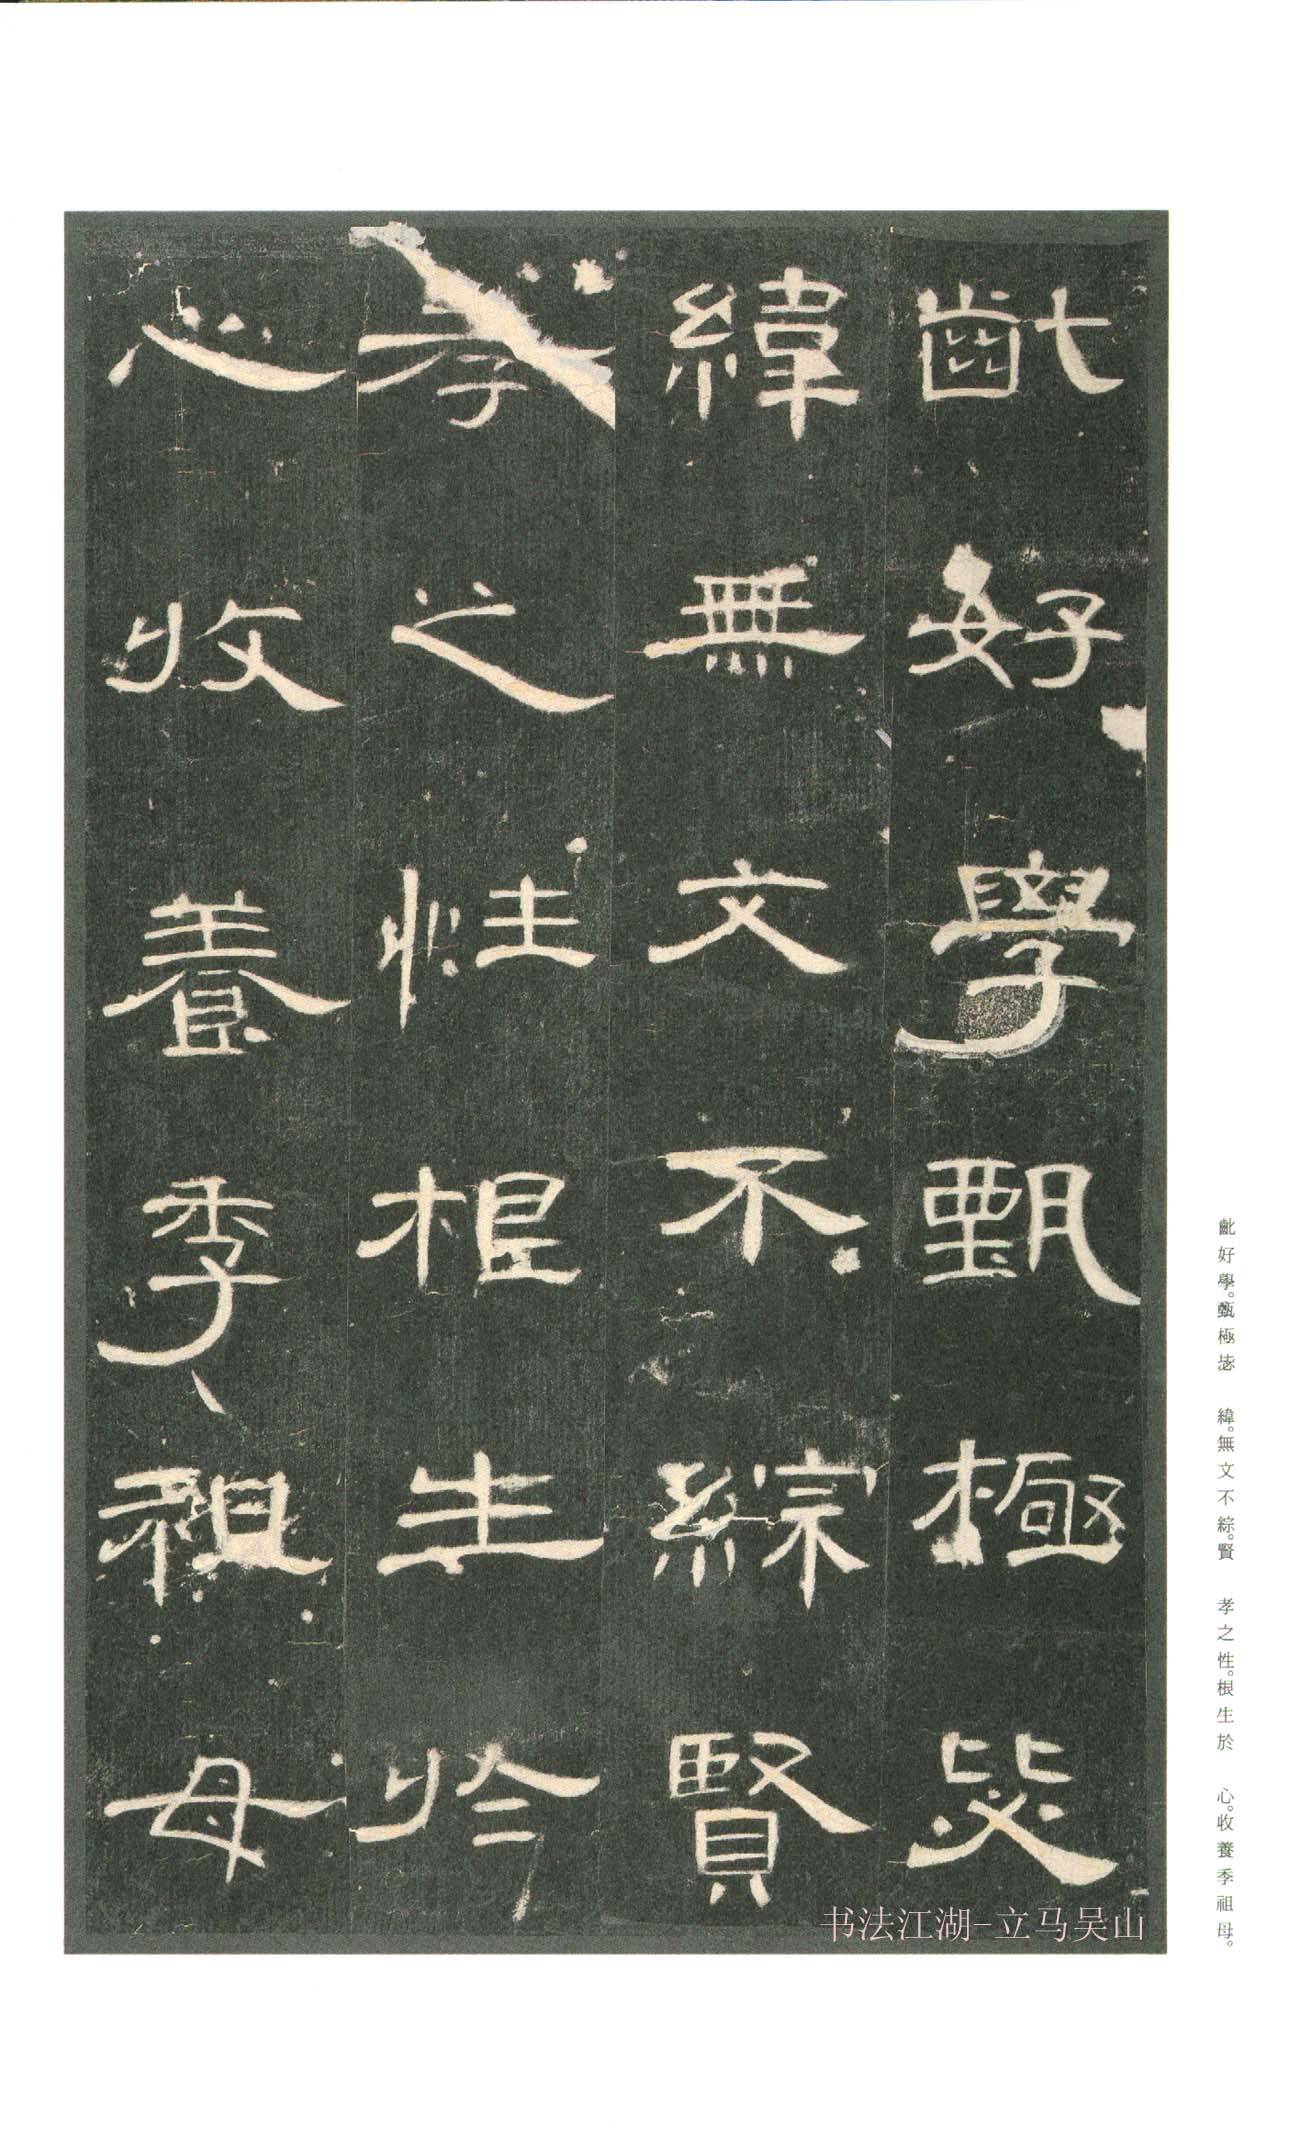 齔好學甄極毖
緯無文不綜賢
孝之性根生於
心收養季祖母
齔好學。甄極毖 緯。無文不綜。賢 孝之性。根生於 心。收養季祖母。
书法江湖-立马吴山